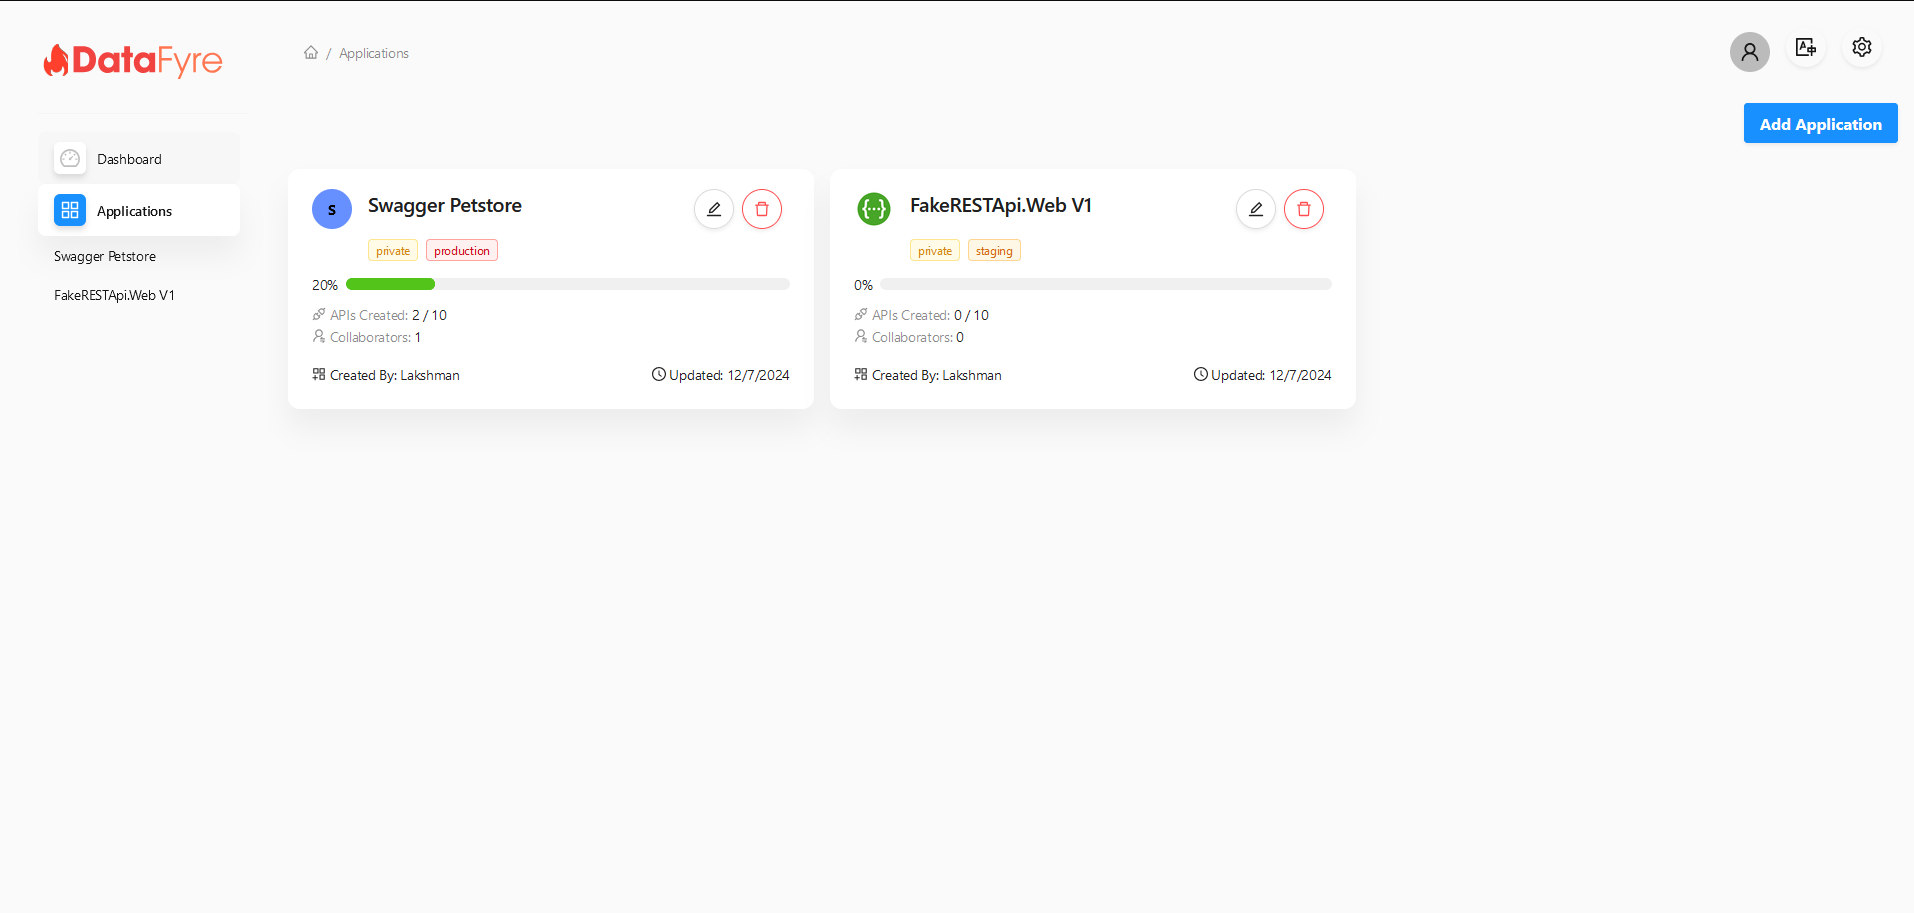 DataFyre
/ Applications
Add Application
Dashboard
Applications
Swagger Petstore
FakeRESTApi.Web V1
S
Swagger Petstore
private production
20%
APIs Created: 2 / 10
Collaborators: 1
Created By: Lakshman Updated: 12/7/2024
{...}
FakeRESTApi.Web V1
private staging
0%
APIs Created: 0 / 10
Collaborators: 0
Created By: Lakshman Updated: 12/7/2024